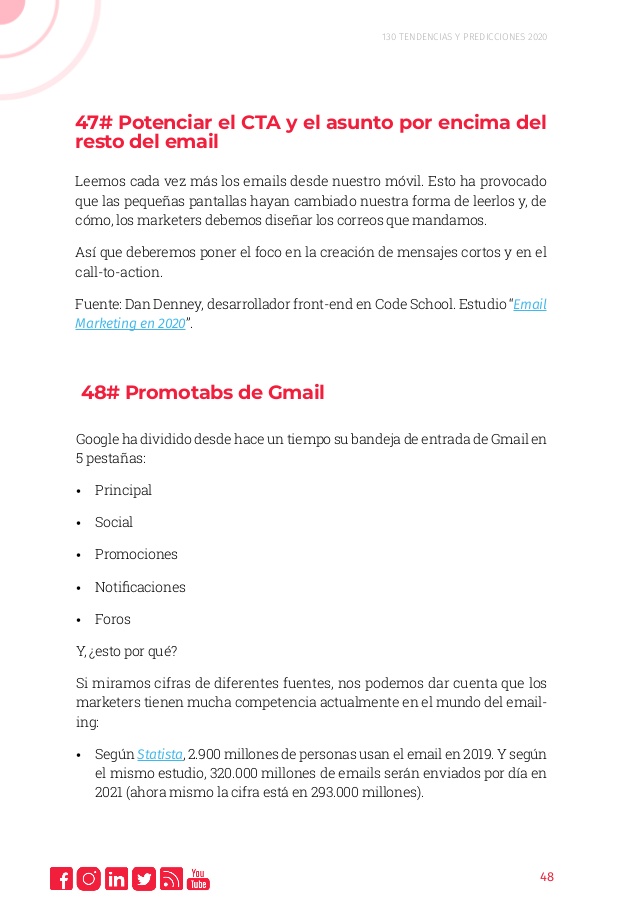 130 TENDENCIAS Y PREDICCIONES 2020
47# Potenciar el CTA y el asunto por encima del
resto del email
Leemos cada vez más los emails desde nuestro móvil. Esto ha provocado
que las pequeñas pantallas hayan cambiado nuestra forma de leerlos y, de
cómo, los marketers debemos diseñar los correos que mandamos.
Así que deberemos poner el foco en la creación de mensajes cortos y en el
call-to-action.
Fuente: Dan Denney, desarrollador front-end en Code School. Estudio “Email
Marketing en 2020”.
48# Promotabs de Gmail
Google ha dividido desde hace un tiempo su bandeja de entrada de Gmail en
5 pestañas:
• Principal
• Social
• Promociones
• Notificaciones
• Foros
Y, ¿esto por qué?
Si miramos cifras de diferentes fuentes, nos podemos dar cuenta que los
marketers tienen mucha competencia actualmente en el mundo del email-
ing:
• Según Statista, 2.900 millones de personas usan el email en 2019. Y según
el mismo estudio, 320.000 millones de emails serán enviados por día en
2021 (ahora mismo la cifra está en 293.000 millones).
You
Tube
48